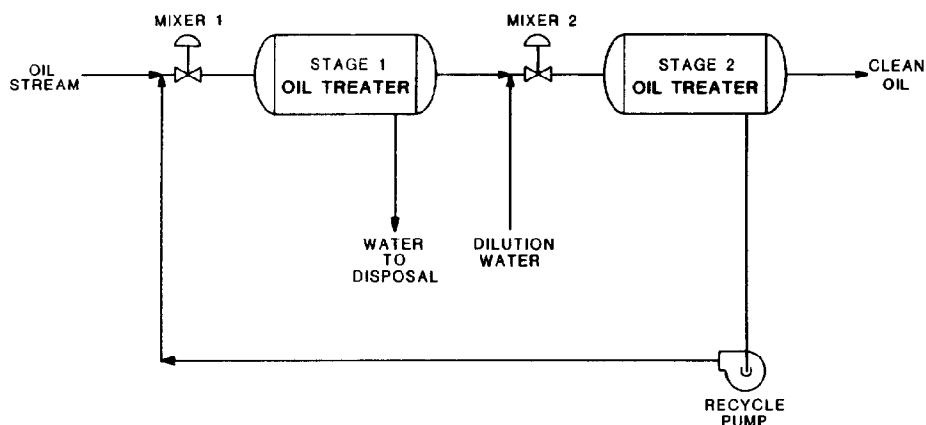 MIXER 1
MIXER 2
OIL
STREAM
STAGE 1
OIL TREATER
STAGE 2
OIL TREATER
CLEAN
OIL
WATER
TO
DISPOSAL
DILUTION
WATER
RECYCLE
PUMP